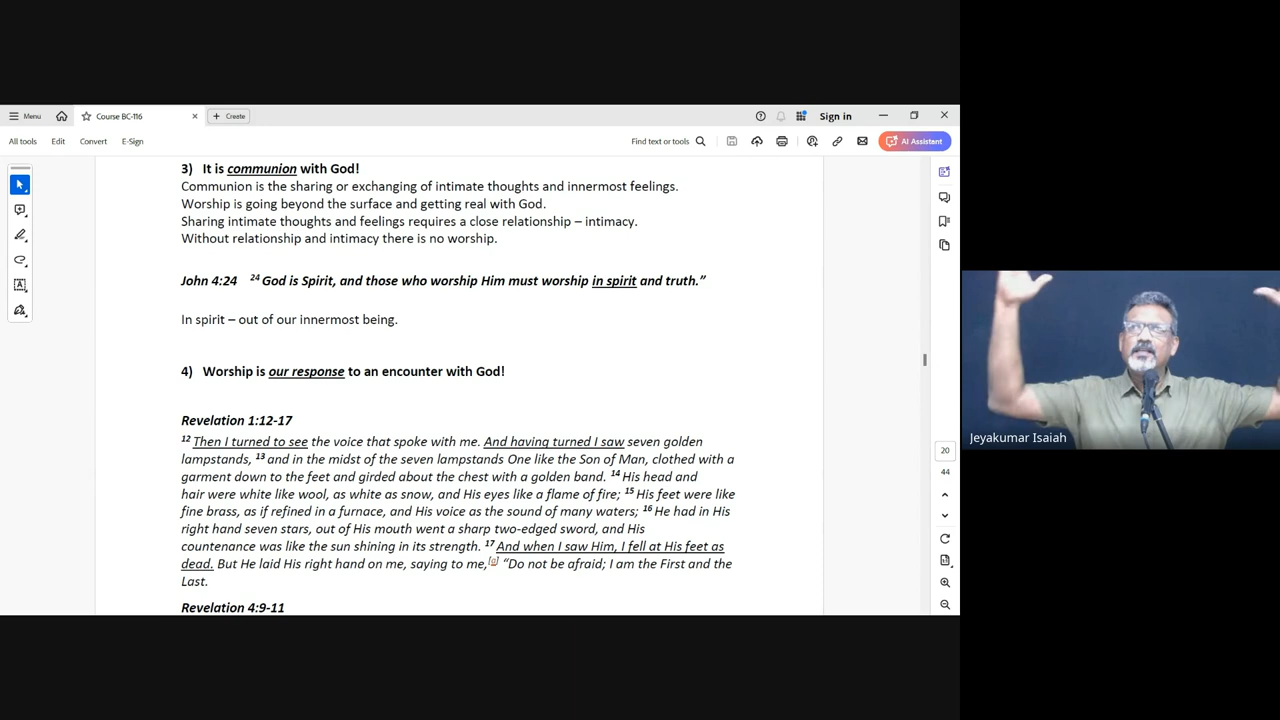 Menu
Course BC-116
Create
Sign in
All tools
Edit
Convert
E-Sign
Find text or tools
AI Assistant
3) It is communion with God!
Communion is the sharing or exchanging of intimate thoughts and innermost feelings.
Worship is going beyond the surface and getting real with God.
Sharing intimate thoughts and feelings requires a close relationship – intimacy.
Without relationship and intimacy there is no worship.
John 4:24 24 God is Spirit, and those who worship Him must worship in spirit and truth.”
In spirit – out of our innermost being.
4) Worship is our response to an encounter with God!
Revelation 1:12-17
12 Then I turned to see the voice that spoke with me. And having turned I saw seven golden
lampstands, 13 and in the midst of the seven lampstands One like the Son of Man, clothed with a
garment down to the feet and girded about the chest with a golden band. 14 His head and
hair were white like wool, as white as snow, and His eyes like a flame of fire; 15 His feet were like
fine brass, as if refined in a furnace, and His voice as the sound of many waters; 16 He had in His
right hand seven stars, out of His mouth went a sharp two-edged sword, and His
countenance was like the sun shining in its strength. 17 And when I saw Him, I fell at His feet as
dead. But He laid His right hand on me, saying to me, “Do not be afraid; I am the First and the
Last.
Revelation 4:9-11
20
44
Jeyakumar Isaiah